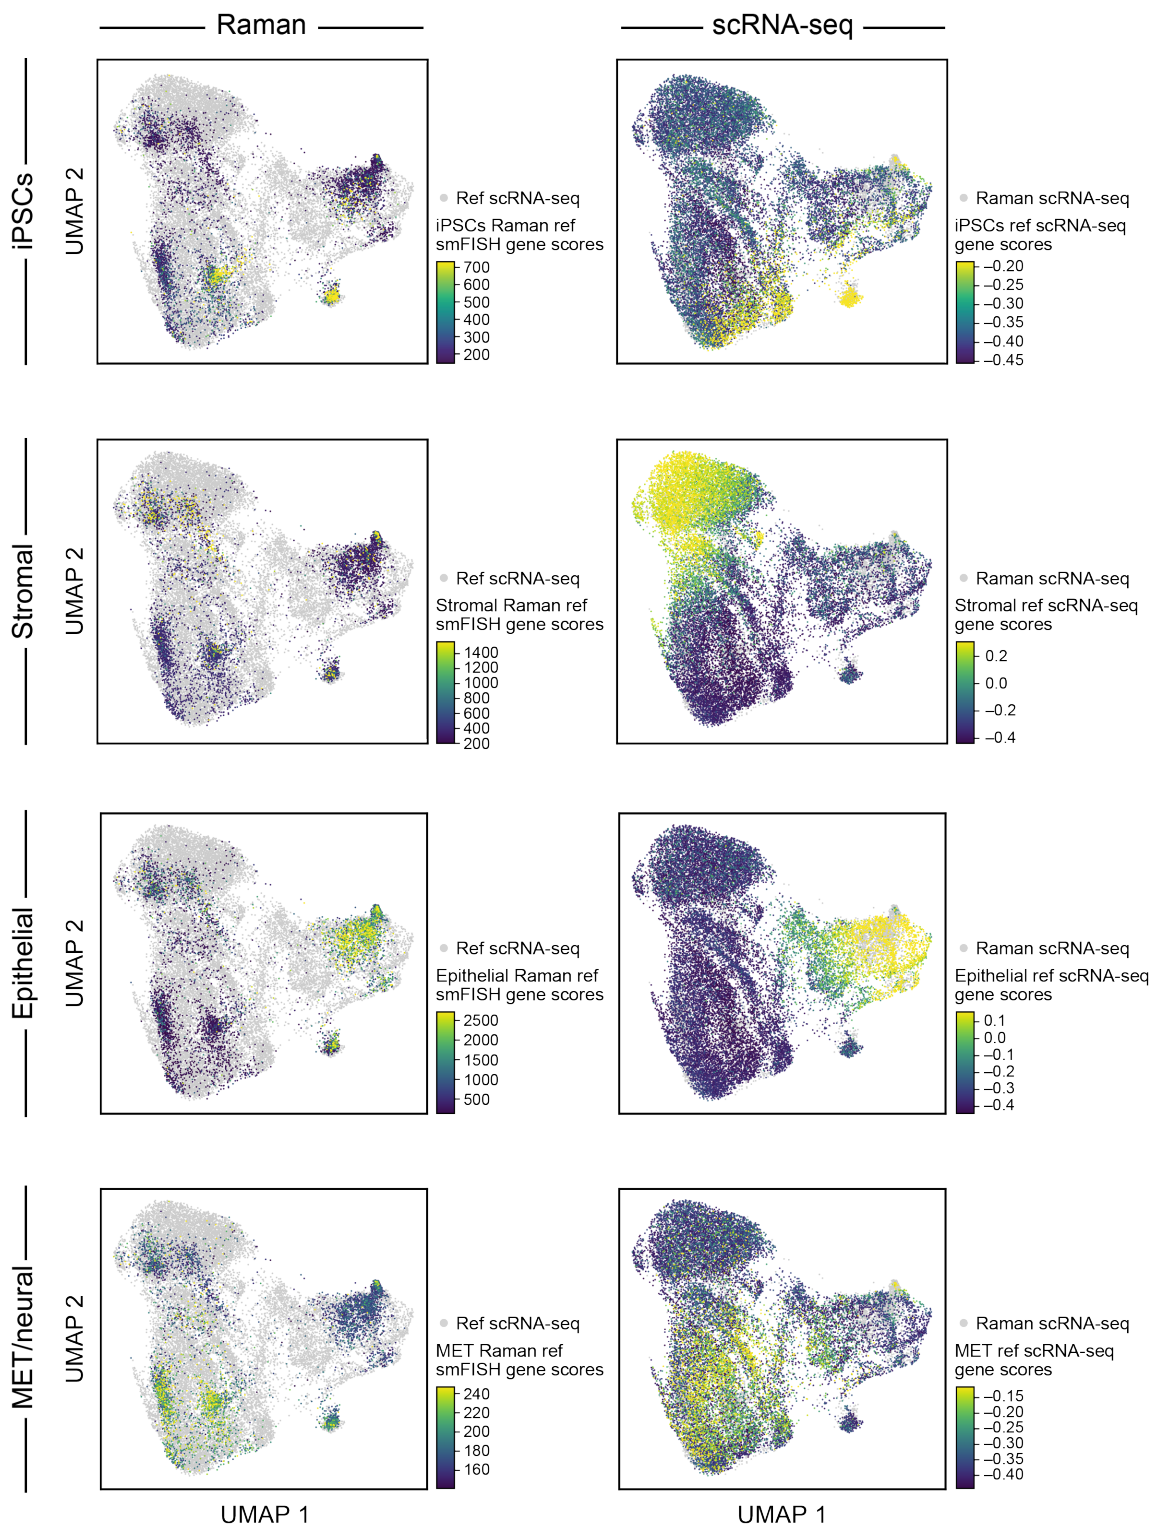 Raman
scRNA-seq
iPSCs
UMAP 2
Ref scRNA-seq
iPSCs Raman ref
smFISH gene scores
700
600
500
400
300
200
Raman scRNA-seq
iPSCs ref scRNA-seq
gene scores
–0.20
–0.25
–0.30
–0.35
–0.40
–0.45
Stromal
UMAP 2
Ref scRNA-seq
Stromal Raman ref
smFISH gene scores
1400
1200
1000
800
600
400
200
Raman scRNA-seq
Stromal ref scRNA-seq
gene scores
0.2
0.0
–0.2
–0.4
Epithelial
UMAP 2
Ref scRNA-seq
Epithelial Raman ref
smFISH gene scores
2500
2000
1500
1000
500
Raman scRNA-seq
Epithelial ref scRNA-seq
gene scores
0.1
0.0
–0.1
–0.2
–0.3
–0.4
MET/neural
UMAP 2
Ref scRNA-seq
MET Raman ref
smFISH gene scores
240
220
200
180
160
Raman scRNA-seq
MET ref scRNA-seq
gene scores
–0.15
–0.20
–0.25
–0.30
–0.35
–0.40
UMAP 1
UMAP 1